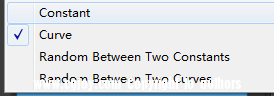 Constant
Curve
Random Between Two Constants
Random Between Two Curves